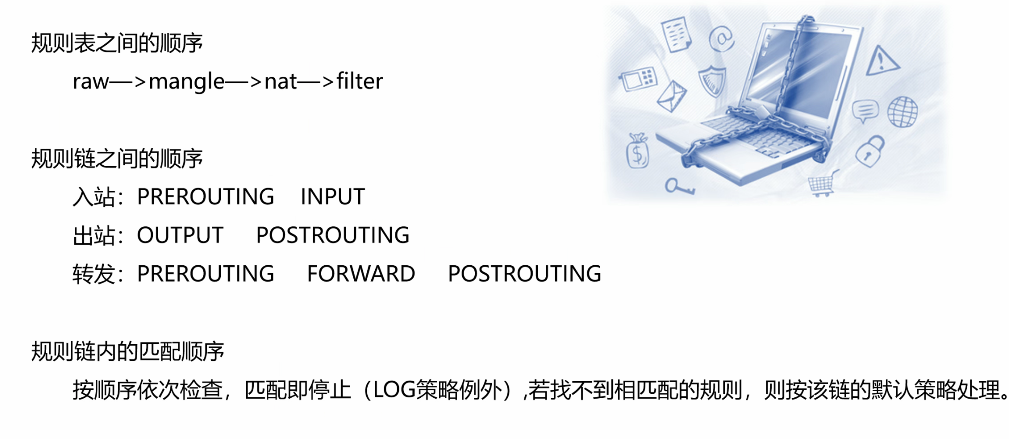 规则表之间的顺序
raw—>mangle—>nat—>filter
规则链之间的顺序
入站：PREROUTING INPUT
出站：OUTPUT POSTROUTING
转发：PREROUTING FORWARD POSTROUTING
规则链内的匹配顺序
按顺序依次检查，匹配即停止（LOG策略例外）,若找不到相匹配的规则，则按该链的默认策略处理。